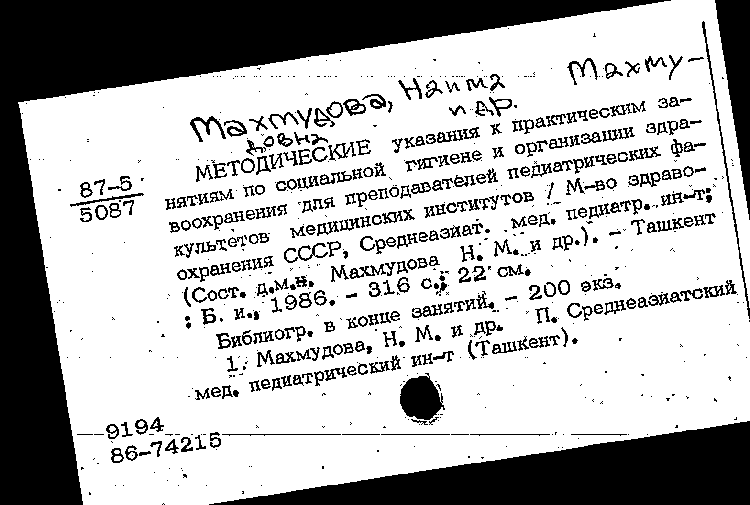 Махмудова, Наима Махму-
довна и др.
МЕТОДИЧЕСКИЕ указания к практическим за-
87-5
5087
нятиям по социальной гигиене и организации здра-
воохранения для преподавателей педиатрических фа-
культетов медицинских институтов / М-во здраво-
охранения СССР, Среднеазиат. мед. педиатр. ин-т;
(Сост. д.м.н. Махмудова Н. М. и др.). - Ташкент
: Б. и., 1986. - 316 с.; 22 см.
Библиогр. в конце занятий. - 200 экз.
1. Махмудова, Н. М. и др. П. Среднеазиатский
мед. педиатрический ин-т (Ташкент).
9194
86-74215